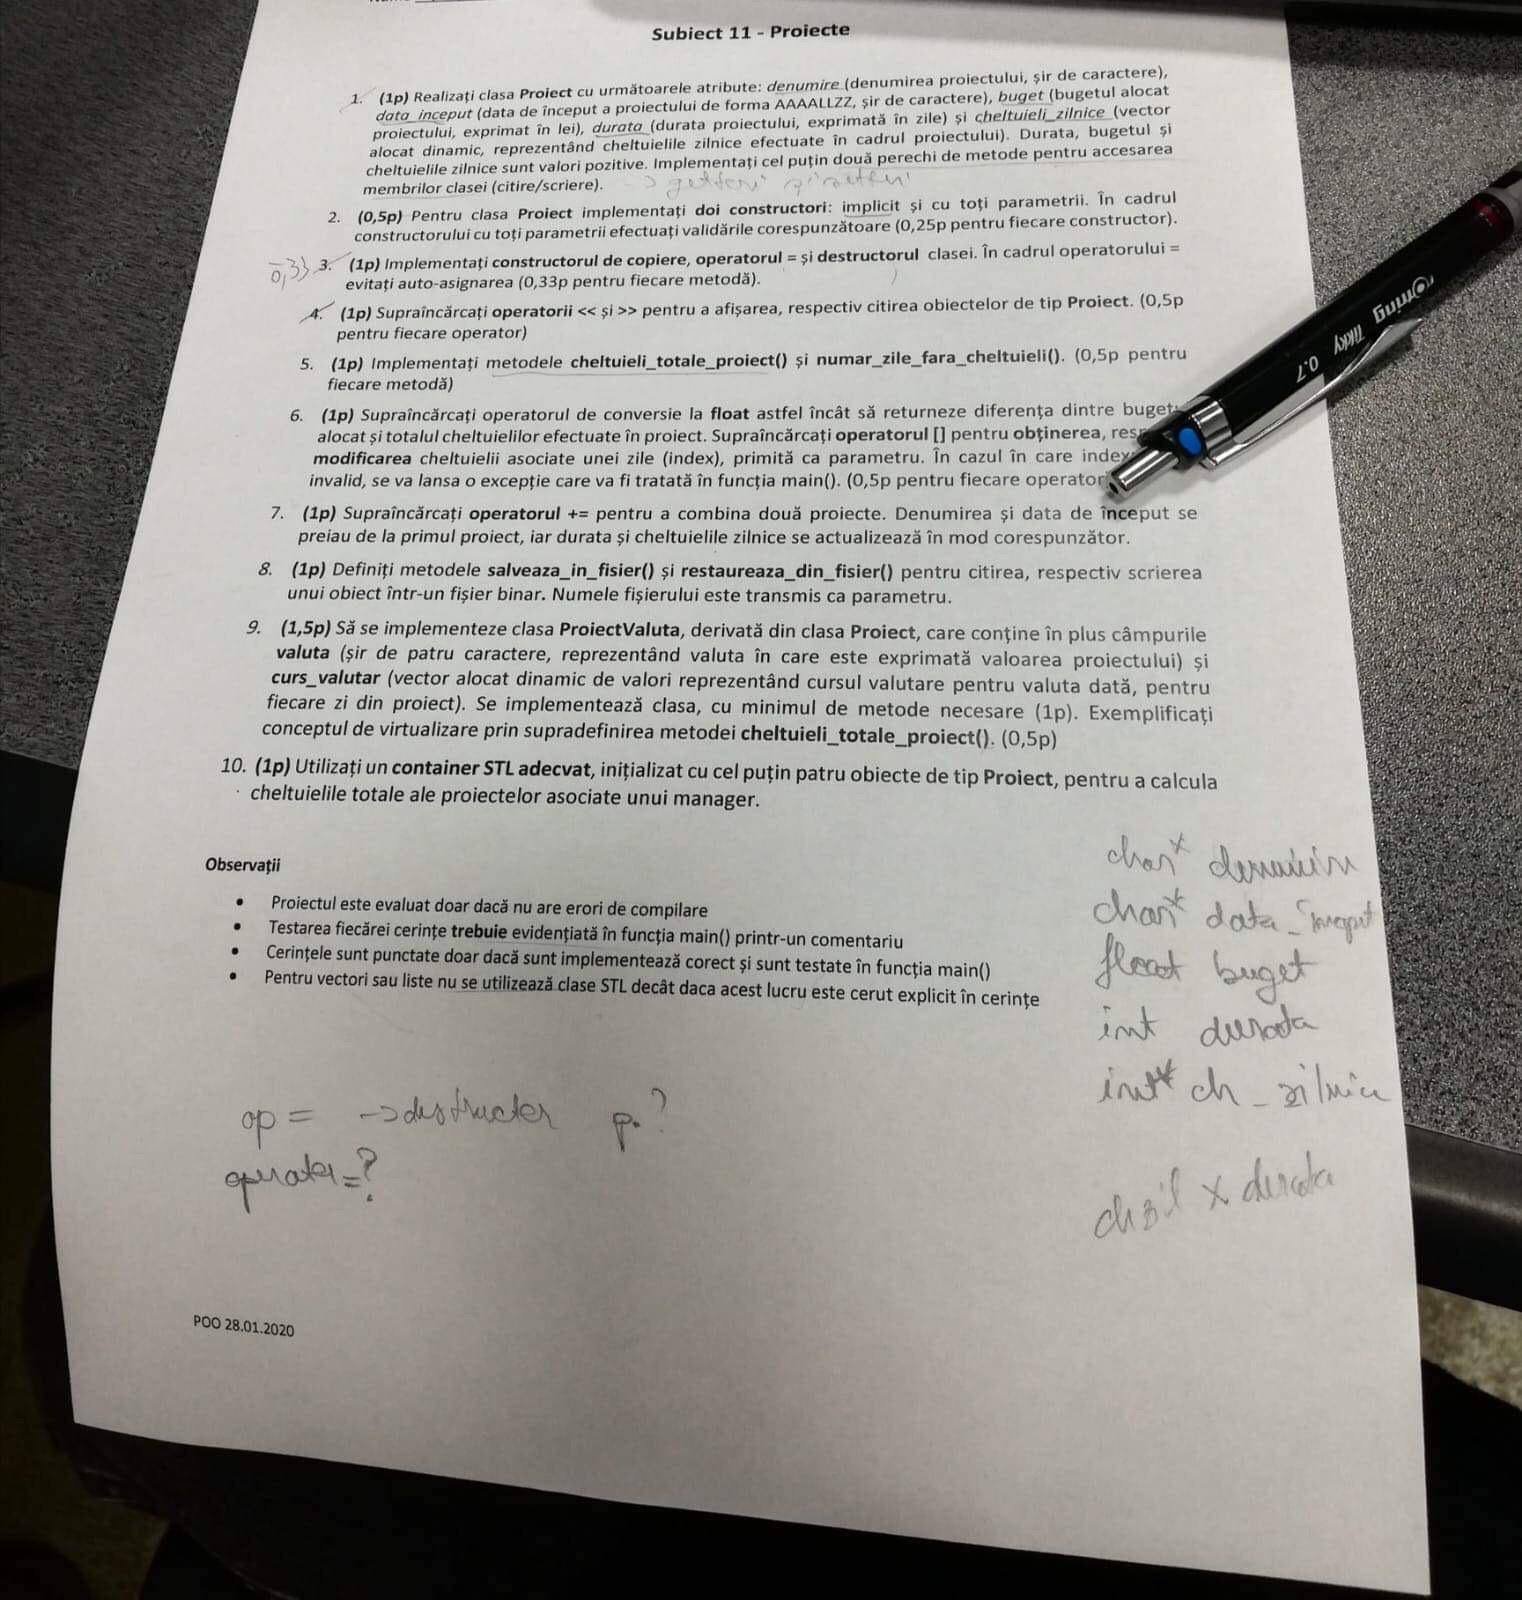 Subiect 11 - Proiecte
1. (1p) Realizați clasa Proiect cu următoarele atribute: denumire (denumirea proiectului, șir de caractere),
data_inceput (data de început a proiectului de forma AAAALLZZ, șir de caractere), buget (bugetul alocat
proiectului, exprimat în lei), durata (durata proiectului, exprimată în zile) și cheltuieli_zilnice (vector
alocat dinamic, reprezentând cheltuielile zilnice efectuate în cadrul proiectului). Durata, bugetul și
cheltuielile zilnice sunt valori pozitive. Implementați cel puțin două perechi de metode pentru accesarea
membrilor clasei (citire/scriere).
2. (0,5p) Pentru clasa Proiect implementați doi constructori: implicit și cu toți parametrii. În cadrul
constructorului cu toți parametrii efectuați validările corespunzătoare (0,25p pentru fiecare constructor).
0,33 3. (1p) Implementați constructorul de copiere, operatorul = și destructorul clasei. În cadrul operatorului =
evitați auto-asignarea (0,33p pentru fiecare metodă).
4. (1p) Supraîncărcați operatorii << și >> pentru a afișarea, respectiv citirea obiectelor de tip Proiect. (0,5p
pentru fiecare operator)
5. (1p) Implementați metodele cheltuieli_totale_proiect() și numar_zile_fara_cheltuieli(). (0,5p pentru
fiecare metodă)
6. (1p) Supraîncărcați operatorul de conversie la float astfel încât să returneze diferența dintre buget
alocat și totalul cheltuielilor efectuate în proiect. Supraîncărcați operatorul [] pentru obținerea,
modificarea cheltuielii asociate unei zile (index), primită ca parametru. În cazul în care index
invalid, se va lansa o excepție care va fi tratată în funcția main(). (0,5p pentru fiecare operator
7. (1p) Supraîncărcați operatorul += pentru a combina două proiecte. Denumirea și data de început se
preiau de la primul proiect, iar durata și cheltuielile zilnice se actualizează în mod corespunzător.
8. (1p) Definiți metodele salveaza_in_fisier() și restaureaza_din_fisier() pentru citirea, respectiv scrierea
unui obiect într-un fișier binar. Numele fișierului este transmis ca parametru.
9. (1,5p) Să se implementeze clasa ProiectValuta, derivată din clasa Proiect, care conține în plus câmpurile
valuta (șir de patru caractere, reprezentând valuta în care este exprimată valoarea proiectului) și
curs_valutar (vector alocat dinamic de valori reprezentând cursul valutare pentru valuta dată, pentru
fiecare zi din proiect). Se implementează clasa, cu minimul de metode necesare (1p). Exemplificați
conceptul de virtualizare prin supradefinirea metodei cheltuieli_totale_proiect(). (0,5p)
10. (1p) Utilizați un container STL adecvat, inițializat cu cel puțin patru obiecte de tip Proiect, pentru a calcula
cheltuielile totale ale proiectelor asociate unui manager.
Observații
• Proiectul este evaluat doar dacă nu are erori de compilare
• Testarea fiecărei cerințe trebuie evidențiată în funcția main() printr-un comentariu
• Cerințele sunt punctate doar dacă sunt implementează corect și sunt testate în funcția main()
• Pentru vectori sau liste nu se utilizează clase STL decât daca acest lucru este cerut explicit în cerințe
char* denumire
char* data_început
float buget
int durata
int* ch_zilnice
op = -> destructor p.?
operator=?
chzil x durata
POO 28.01.2020
rotring Tikky 0.7